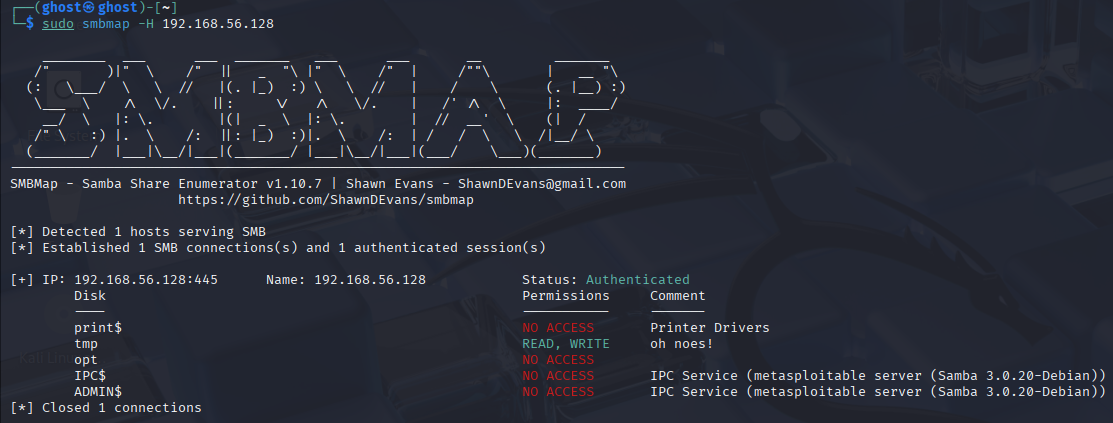 ┌──(ghost㉿ghost)-[~]
└─$ sudo smbmap -H 192.168.56.128
SMBMAP
SMBMap - Samba Share Enumerator v1.10.7 | Shawn Evans - ShawnDEvans@gmail.com
https://github.com/ShawnDEvans/smbmap
[*] Detected 1 hosts serving SMB
[*] Established 1 SMB connections(s) and 1 authenticated session(s)
[+] IP: 192.168.56.128:445 Name: 192.168.56.128 Status: Authenticated
Disk Permissions Comment
---- ----------- -------
print$ NO ACCESS Printer Drivers
tmp READ, WRITE oh noes!
opt NO ACCESS
IPC$ NO ACCESS IPC Service (metasploitable server (Samba 3.0.20-Debian))
ADMIN$ NO ACCESS IPC Service (metasploitable server (Samba 3.0.20-Debian))
[*] Closed 1 connections